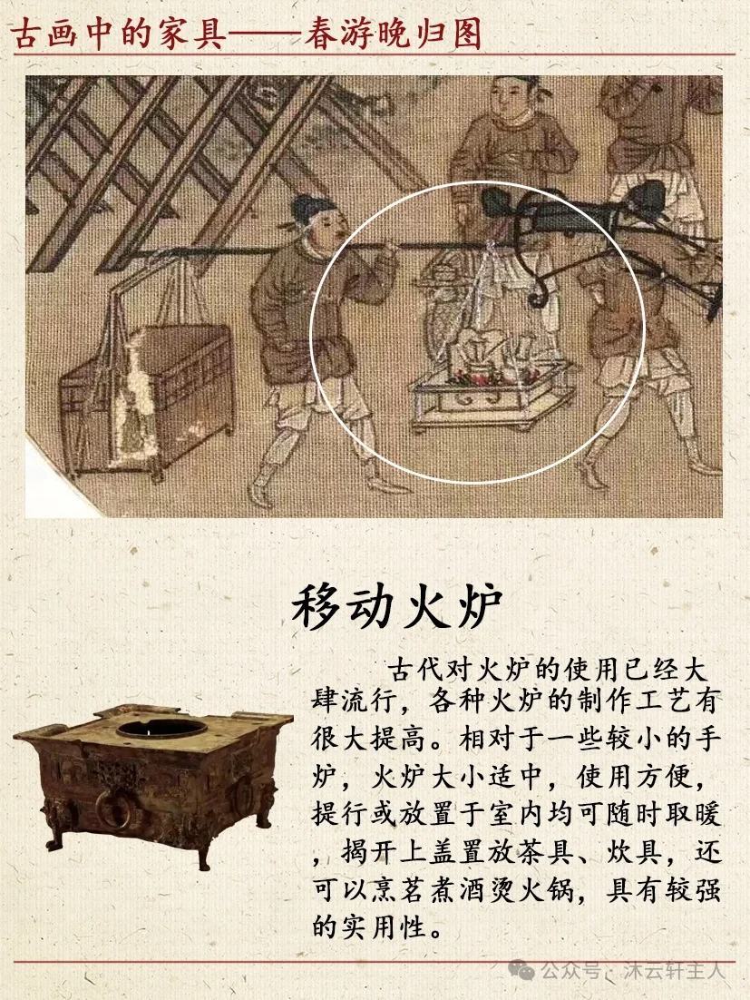 古画中的家具——春游晚归图
移动火炉
古代对火炉的使用已经大
肆流行，各种火炉的制作工艺有
很大提高。相对于一些较小的手
炉，火炉大小适中，使用方便，
提行或放置于室内均可随时取暖
，揭开上盖置放茶具、炊具，还
可以烹茗煮酒烫火锅，具有较强
的实用性。
公众号·沐云轩主人